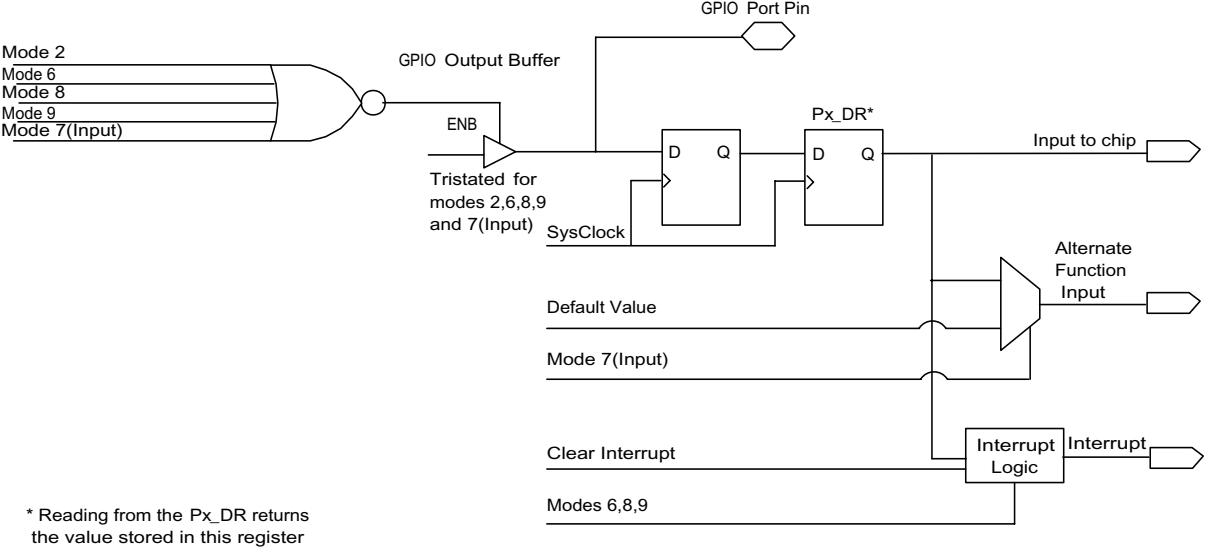 GPIO Port Pin
Mode 2
Mode 6
Mode 8
Mode 9
Mode 7(Input)
GPIO Output Buffer
ENB
Tristated for
modes 2,6,8,9
and 7(Input)
D Q
Px_DR*
D Q
Input to chip
SysClock
Alternate
Function
Input
Default Value
Mode 7(Input)
Clear Interrupt
Interrupt
Logic
Interrupt
Modes 6,8,9
* Reading from the Px_DR returns
the value stored in this register